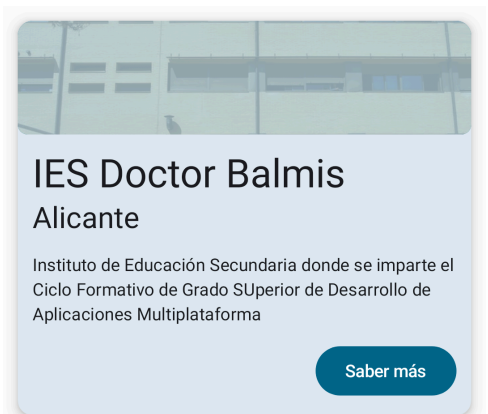 IES Doctor Balmis
Alicante
Instituto de Educación Secundaria donde se imparte el
Ciclo Formativo de Grado SUperior de Desarrollo de
Aplicaciones Multiplataforma
Saber más